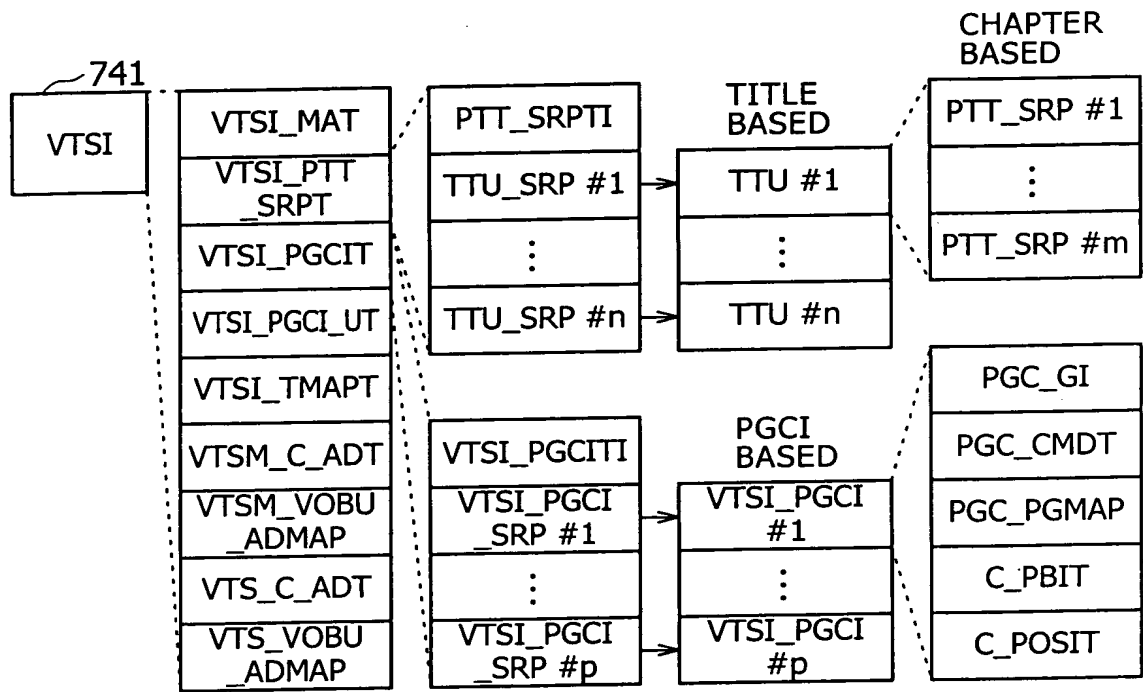 741
VTSI
VTSI_MAT
VTSI_PTT
_SRPT
VTSI_PGCIT
VTSI_PGCI_UT
VTSI_TMAPT
VTSM_C_ADT
VTSM_VOBU
_ADMAP
VTS_C_ADT
VTS_VOBU
_ADMAP
PTT_SRPTI
TTU_SRP #1
⋮
TTU_SRP #n
VTSI_PGCITI
VTSI_PGCI
_SRP #1
⋮
VTSI_PGCI
_SRP #p
TITLE
BASED
TTU #1
⋮
TTU #n
PGCI
BASED
VTSI_PGCI
#1
⋮
VTSI_PGCI
#p
CHAPTER
BASED
PTT_SRP #1
⋮
PTT_SRP #m
PGC_GI
PGC_CMDT
PGC_PGMAP
C_PBIT
C_POSIT